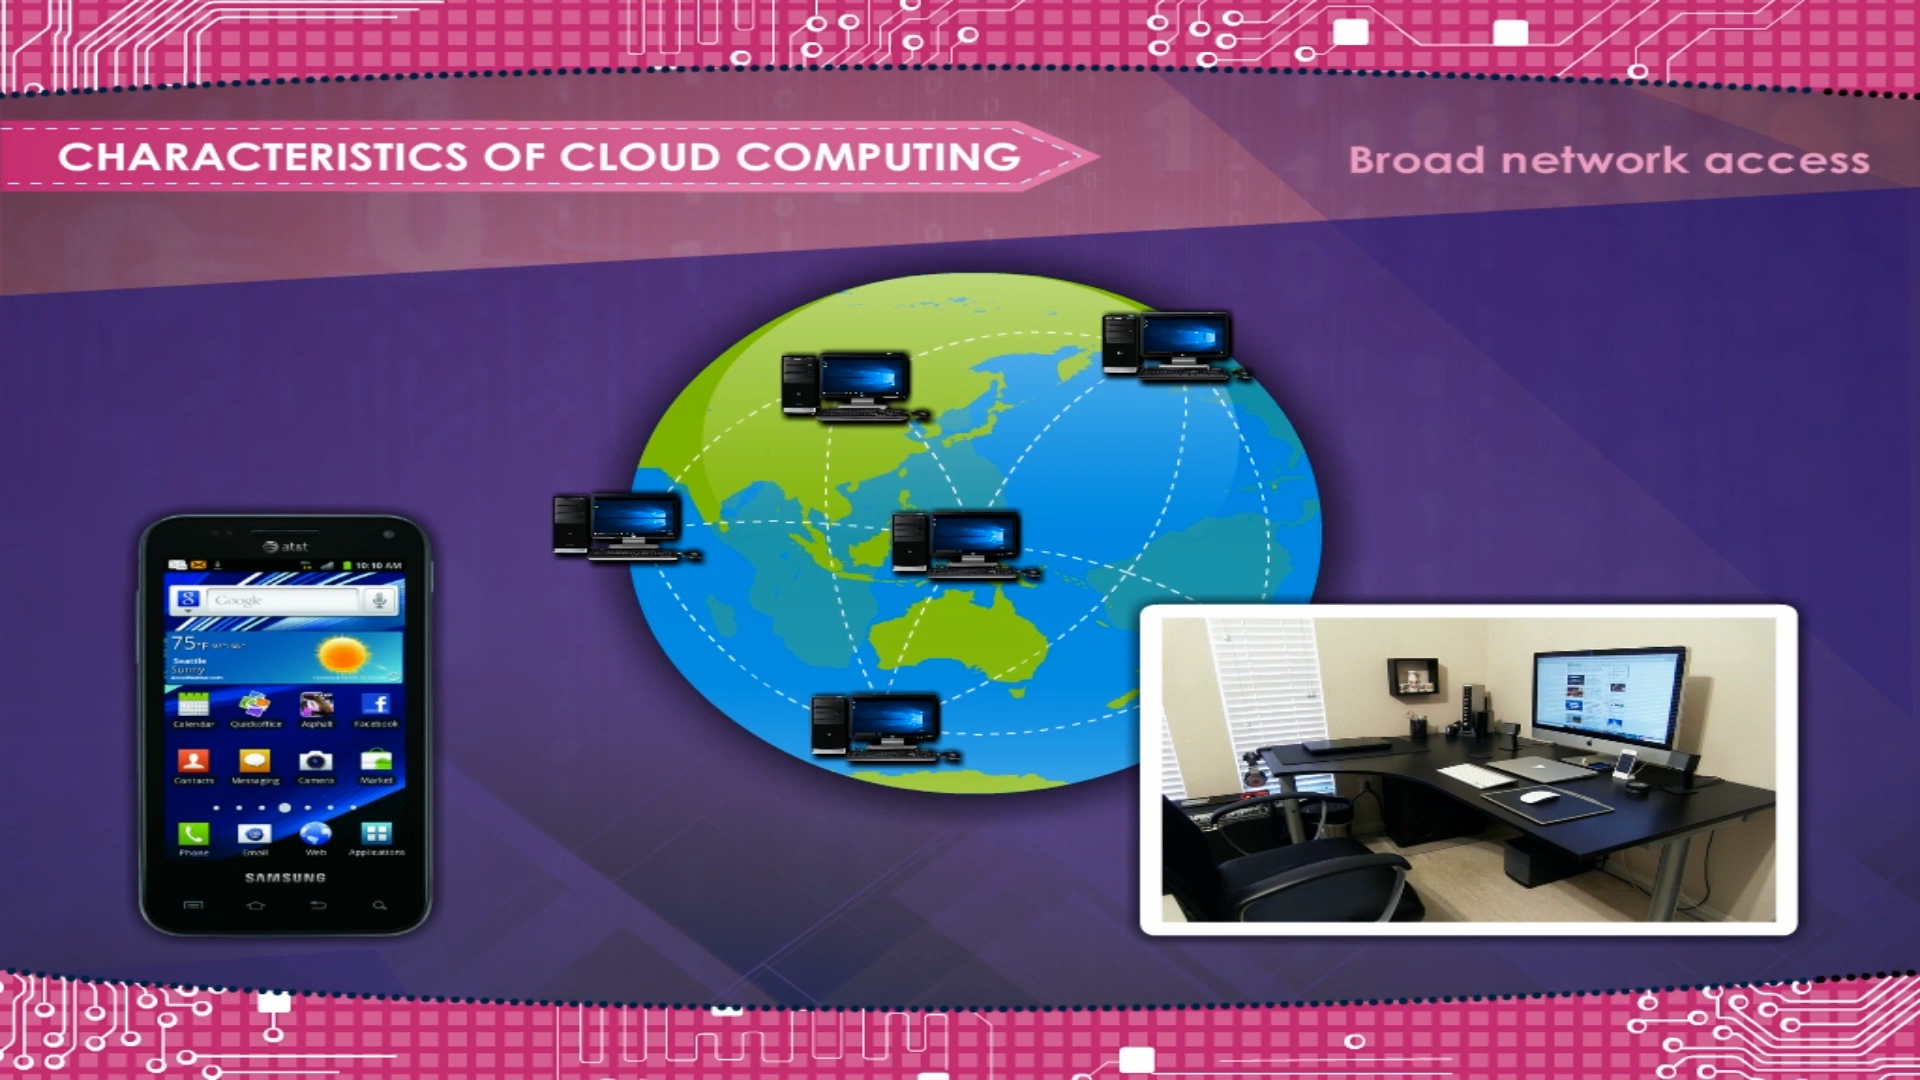 CHARACTERISTICS OF CLOUD COMPUTING
Broad network access
at&t
10:10 AM
Google
75°F
Seattle
Sunny
Calendar Quickoffice Asphalt Facebook
Contacts Messaging Camera Market
Phone Email Web Applications
SAMSUNG